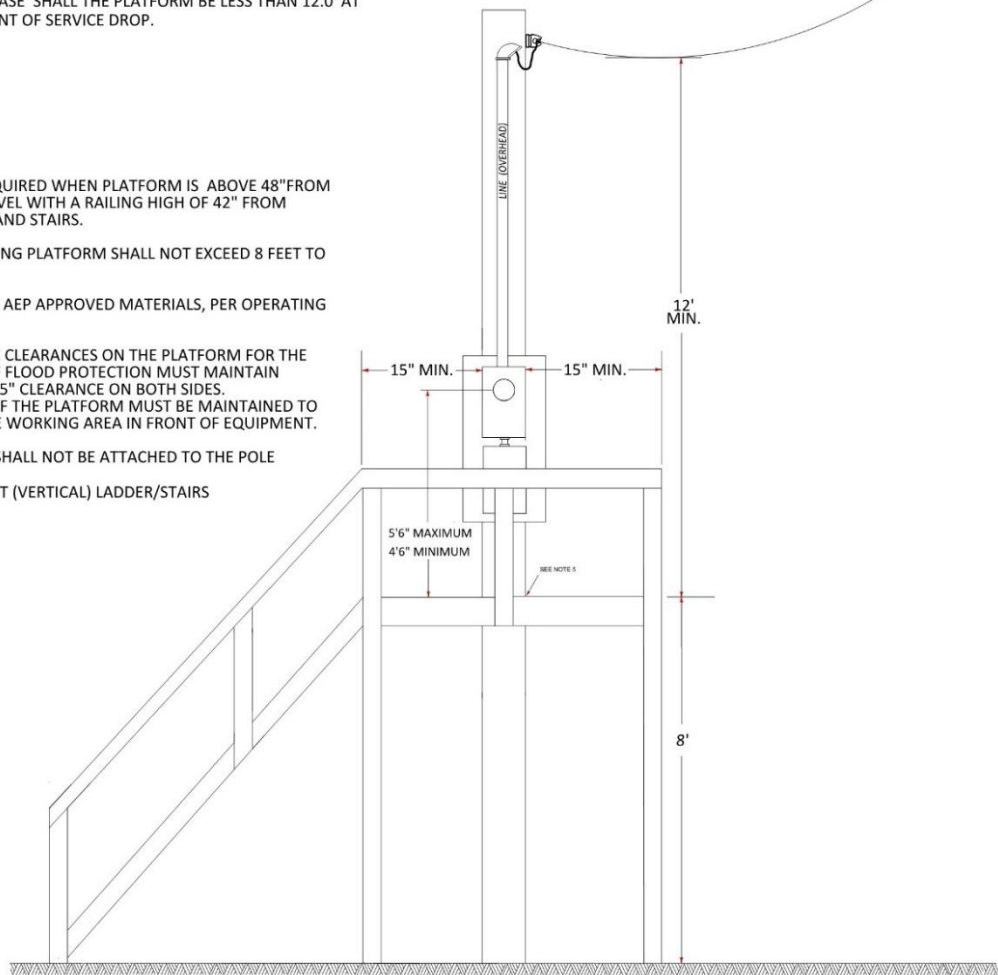 ASE SHALL THE PLATFORM BE LESS THAN 12.0' AT
NT OF SERVICE DROP.
QUIRED WHEN PLATFORM IS ABOVE 48"FROM
VEL WITH A RAILING HIGH OF 42" FROM
AND STAIRS.
NG PLATFORM SHALL NOT EXCEED 8 FEET TO
AEP APPROVED MATERIALS, PER OPERATING
CLEARANCES ON THE PLATFORM FOR THE
F FLOOD PROTECTION MUST MAINTAIN
5" CLEARANCE ON BOTH SIDES.
F THE PLATFORM MUST BE MAINTAINED TO
E WORKING AREA IN FRONT OF EQUIPMENT.
SHALL NOT BE ATTACHED TO THE POLE
T (VERTICAL) LADDER/STAIRS
LINE (OVERHEAD)
12'
MIN.
15" MIN.
15" MIN.
5'6" MAXIMUM
4'6" MINIMUM
SEE NOTE 5
8'